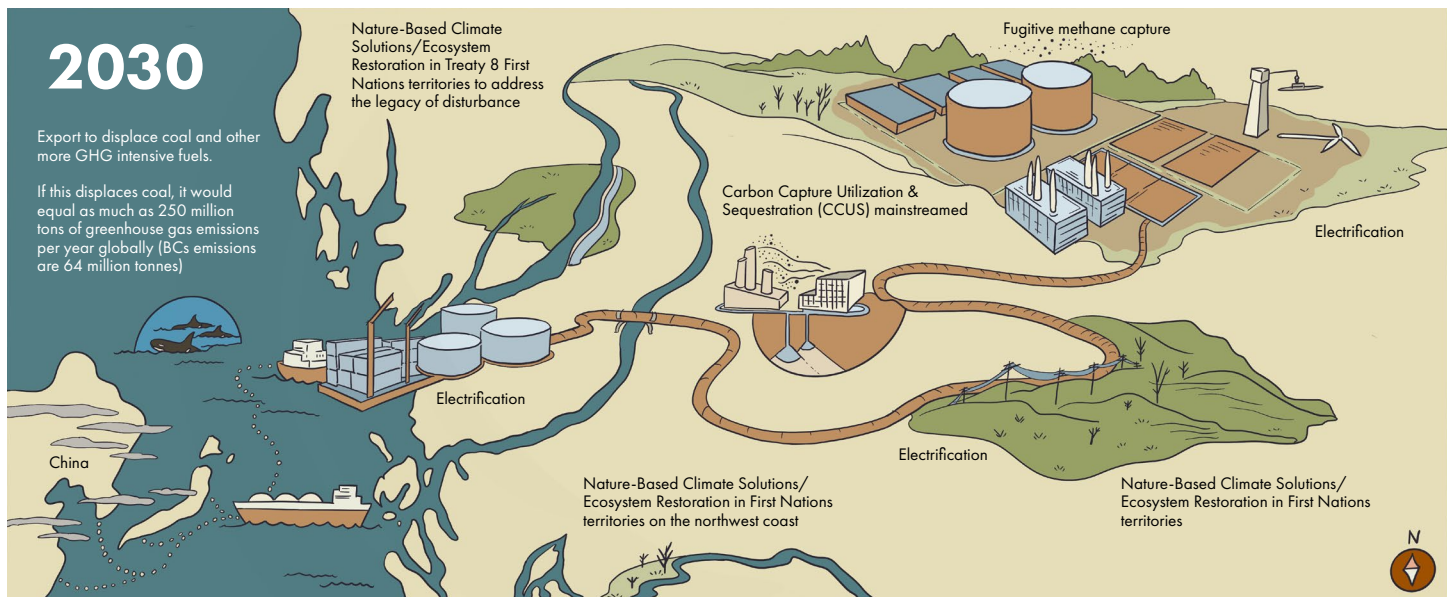 2030
Export to displace coal and other
more GHG intensive fuels.
If this displaces coal, it would
equal as much as 250 million
tons of greenhouse gas emissions
per year globally (BCs emissions
are 64 million tonnes)
Nature-Based Climate
Solutions/Ecosystem
Restoration in Treaty 8 First
Nations territories to address
the legacy of disturbance
Fugitive methane capture
Carbon Capture Utilization &
Sequestration (CCUS) mainstreamed
Electrification
Electrification
China
Electrification
Nature-Based Climate Solutions/
Ecosystem Restoration in First Nations
territories on the northwest coast
Nature-Based Climate Solutions/
Ecosystem Restoration in First Nations
territories
N